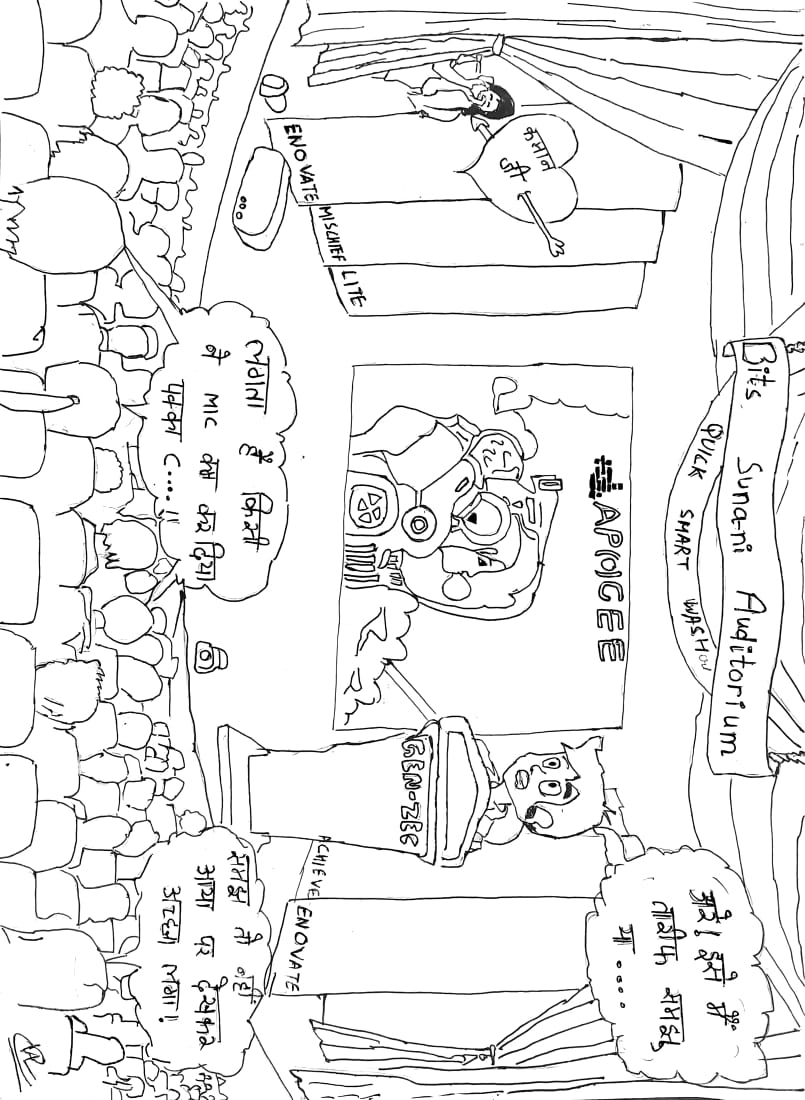 Bits Sunani Auditorium
QUICK SMART WASHou
अरे! इसे मैं
तारीफ समझु
या ....
APOGEE
कमान
जी
GEN-ZEE
ENOVATE
MISCHIEF
LITE
ACHIEVE
ENOVATE
लगता है किसी
ने MIC कम कर दिया
पक्का C....!!
समझ तो नहीं
आया पर देखकर
अच्छा लगा!